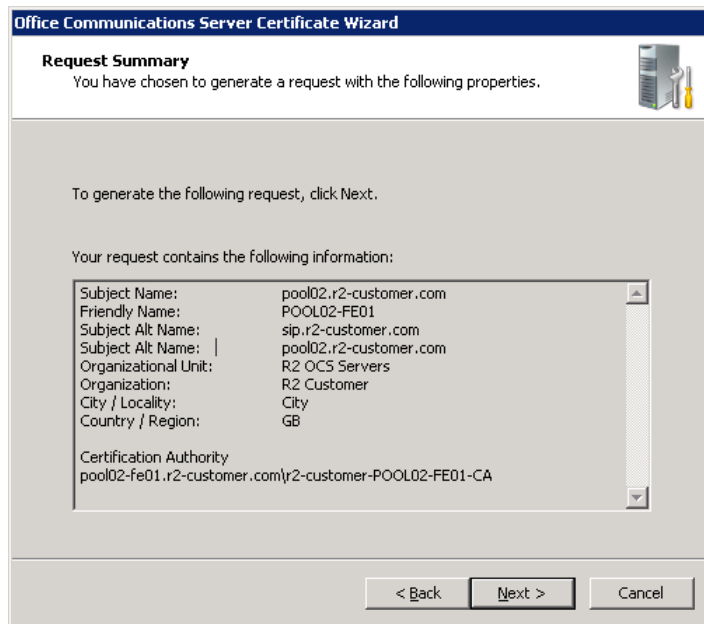 Office Communications Server Certificate Wizard
Request Summary
You have chosen to generate a request with the following properties.
To generate the following request, click Next.
Your request contains the following information:
Subject Name: pool02.r2-customer.com
Friendly Name: POOL02-FE01
Subject Alt Name: sip.r2-customer.com
Subject Alt Name: pool02.r2-customer.com
Organizational Unit: R2 OCS Servers
Organization: R2 Customer
City / Locality: City
Country / Region: GB
Certification Authority
pool02-fe01.r2-customer.com\r2-customer-POOL02-FE01-CA
< Back Next > Cancel